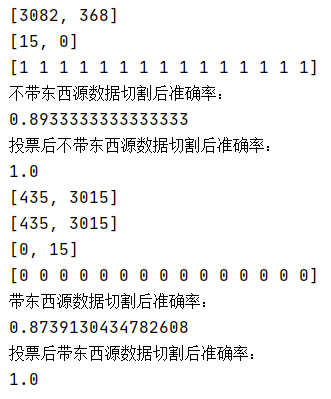 [3082, 368]
[15, 0]
[1 1 1 1 1 1 1 1 1 1 1 1 1 1 1]
不带东西源数据切割后准确率：
0.8933333333333333
投票后不带东西源数据切割后准确率：
1.0
[435, 3015]
[435, 3015]
[0, 15]
[0 0 0 0 0 0 0 0 0 0 0 0 0 0 0]
带东西源数据切割后准确率：
0.8739130434782608
投票后带东西源数据切割后准确率：
1.0